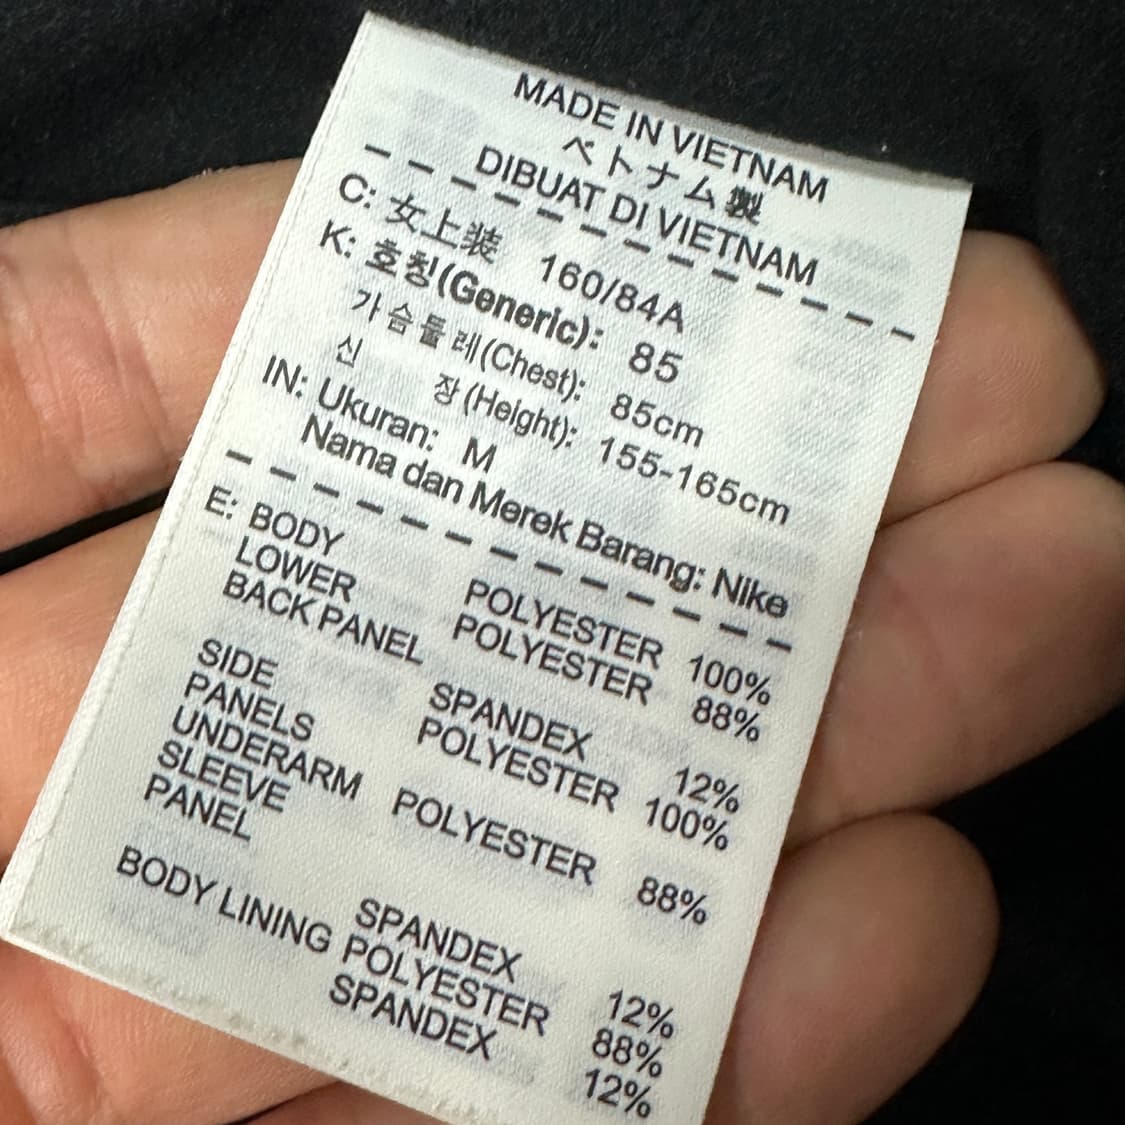 MADE IN VIETNAM
ベトナム製
DIBUAT DI VIETNAM
C: 女上装 160/84A
K: 호칭(Generic): 85
가슴둘레(Chest): 85cm
신 장(Height): 155-165cm
IN: Ukuran: M
Nama dan Merek Barang: Nike
E: BODY POLYESTER 100%
LOWER POLYESTER 88%
BACK PANEL
SPANDEX 12%
SIDE POLYESTER 100%
PANELS
UNDERARM POLYESTER 88%
SLEEVE
PANEL
SPANDEX 12%
BODY LINING POLYESTER 88%
SPANDEX 12%